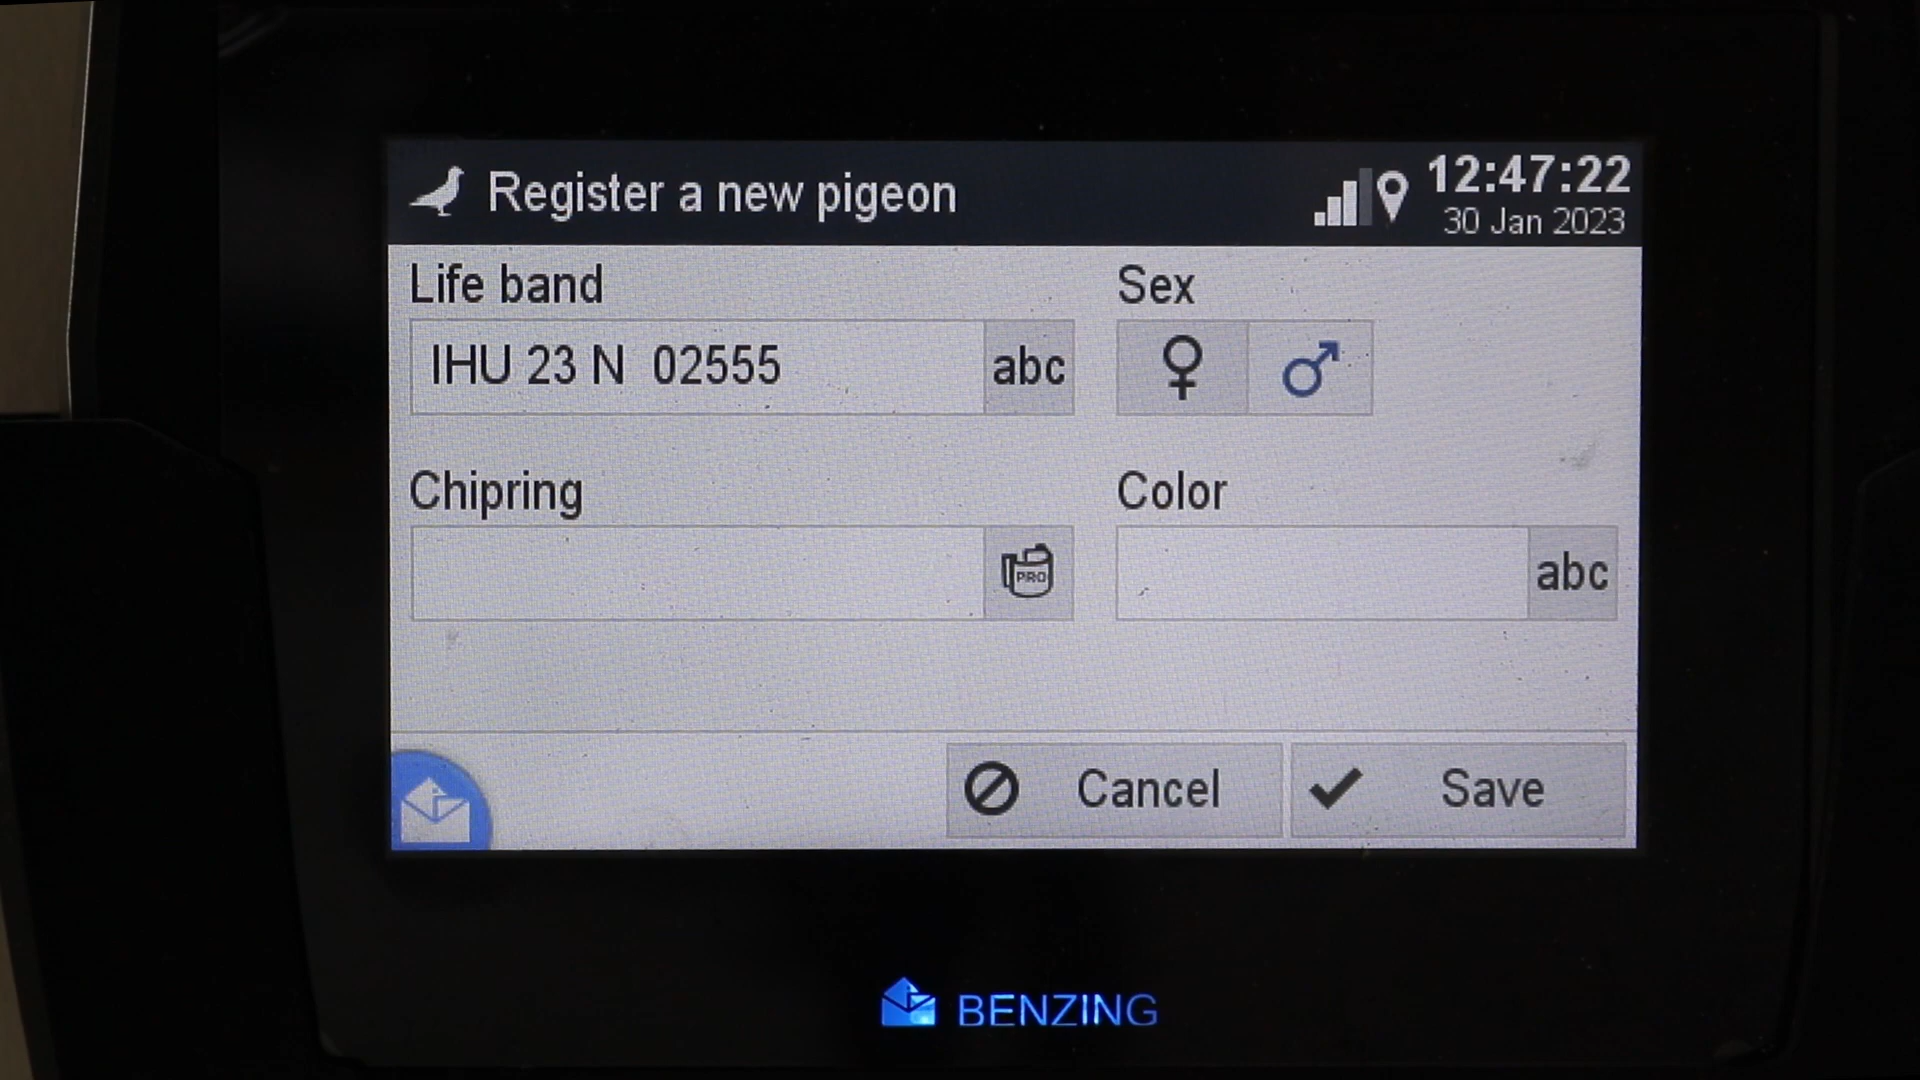 Register a new pigeon
12:47:22
30 Jan 2023
Life band
Sex
IHU 23 N 02555
abc
Chipring
Color
PRO
abc
Cancel
Save
BENZING